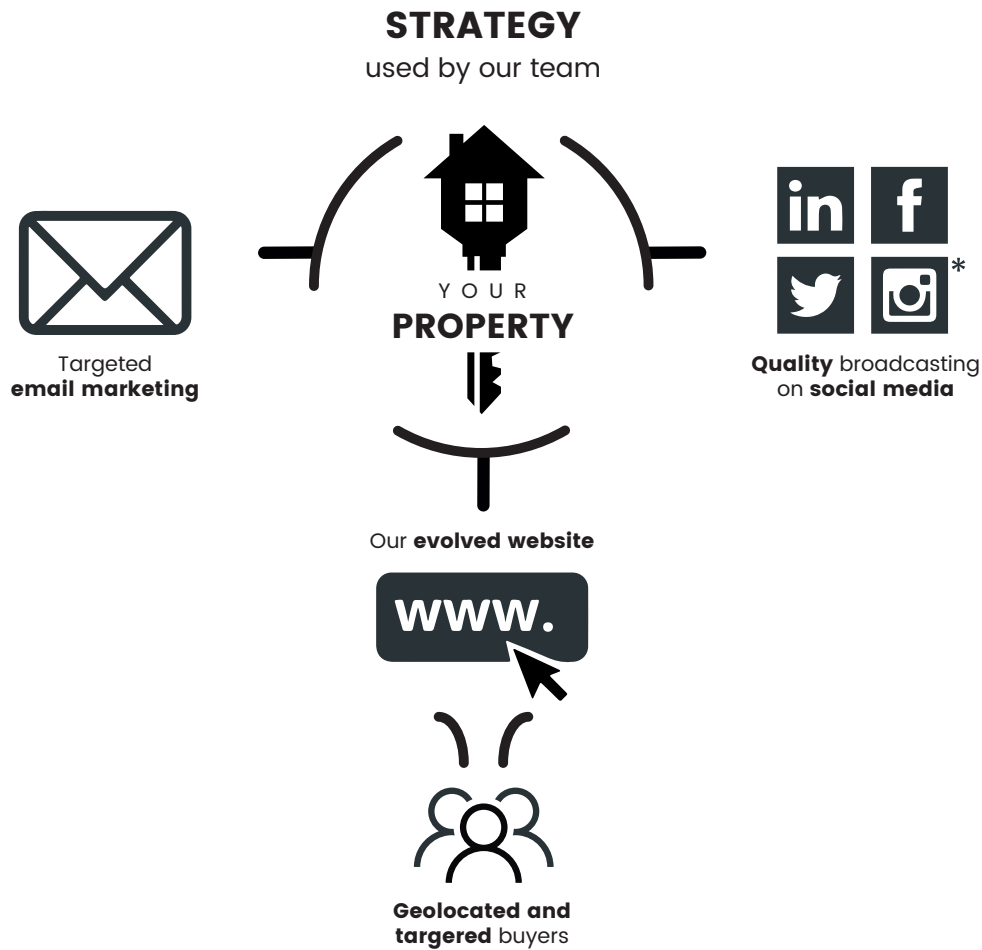 STRATEGY
used by our team
YOUR
PROPERTY
Targeted
email marketing
in f
*
Quality broadcasting
on social media
Our evolved website
www.
Geolocated and
targered buyers